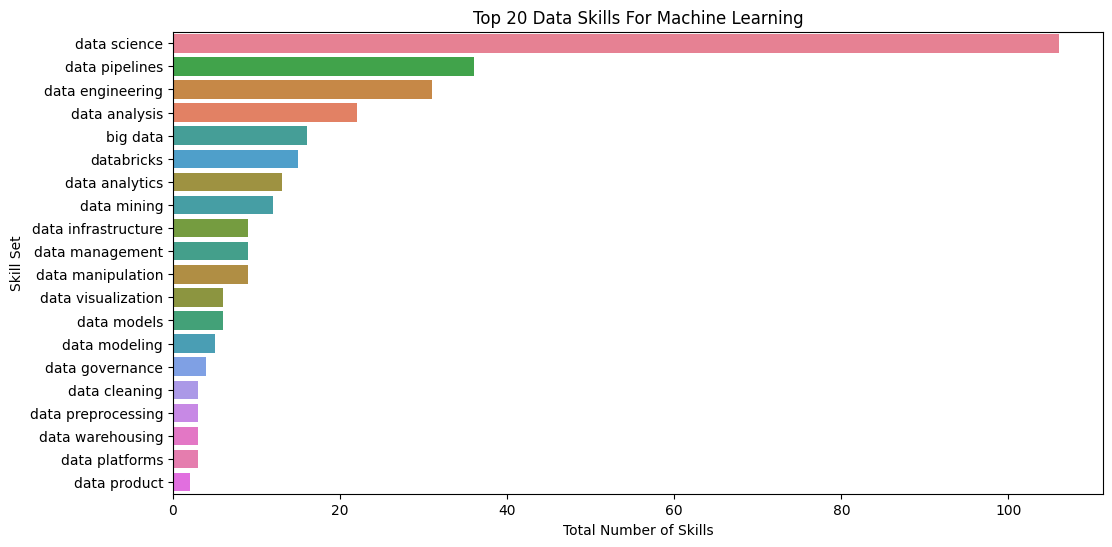 Top 20 Data Skills For Machine Learning
Skill Set
data science
data pipelines
data engineering
data analysis
big data
databricks
data analytics
data mining
data infrastructure
data management
data manipulation
data visualization
data models
data modeling
data governance
data cleaning
data preprocessing
data warehousing
data platforms
data product
0 20 40 60 80 100
Total Number of Skills